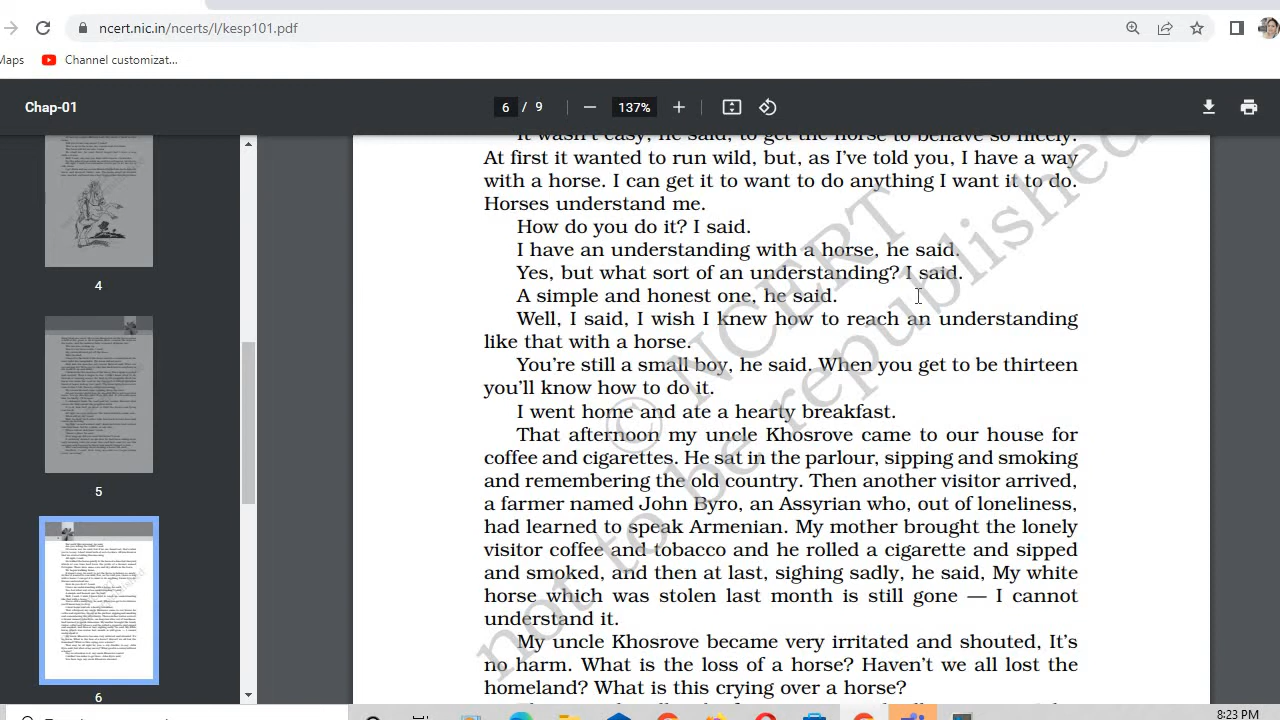 ncert.nic.in/ncerts/l/kesp101.pdf
Maps
Channel customizat...
Chap-01
6 / 9
137%
At first it wanted to run wild, but, as I've told you, I have a way
with a horse. I can get it to want to do anything I want it to do.
Horses understand me.
How do you do it? I said.
I have an understanding with a horse, he said.
Yes, but what sort of an understanding? I said.
A simple and honest one, he said.
Well, I said, I wish I knew how to reach an understanding
like that with a horse.
You're still a small boy, he said. When you get to be thirteen
you'll know how to do it.
I went home and ate a hearty breakfast.
That afternoon my uncle Khosrove came to our house for
coffee and cigarettes. He sat in the parlour, sipping and smoking
and remembering the old country. Then another visitor arrived,
a farmer named John Byro, an Assyrian who, out of loneliness,
had learned to speak Armenian. My mother brought the lonely
visitor coffee and tobacco and he rolled a cigarette and sipped
and smoked, and then at last, sighing sadly, he said, My white
horse which was stolen last month is still gone — I cannot
understand it.
My uncle Khosrove became very irritated and shouted, It's
no harm. What is the loss of a horse? Haven't we all lost the
homeland? What is this crying over a horse?
© NCERT
not to be republished
4
5
6
8:23 PM